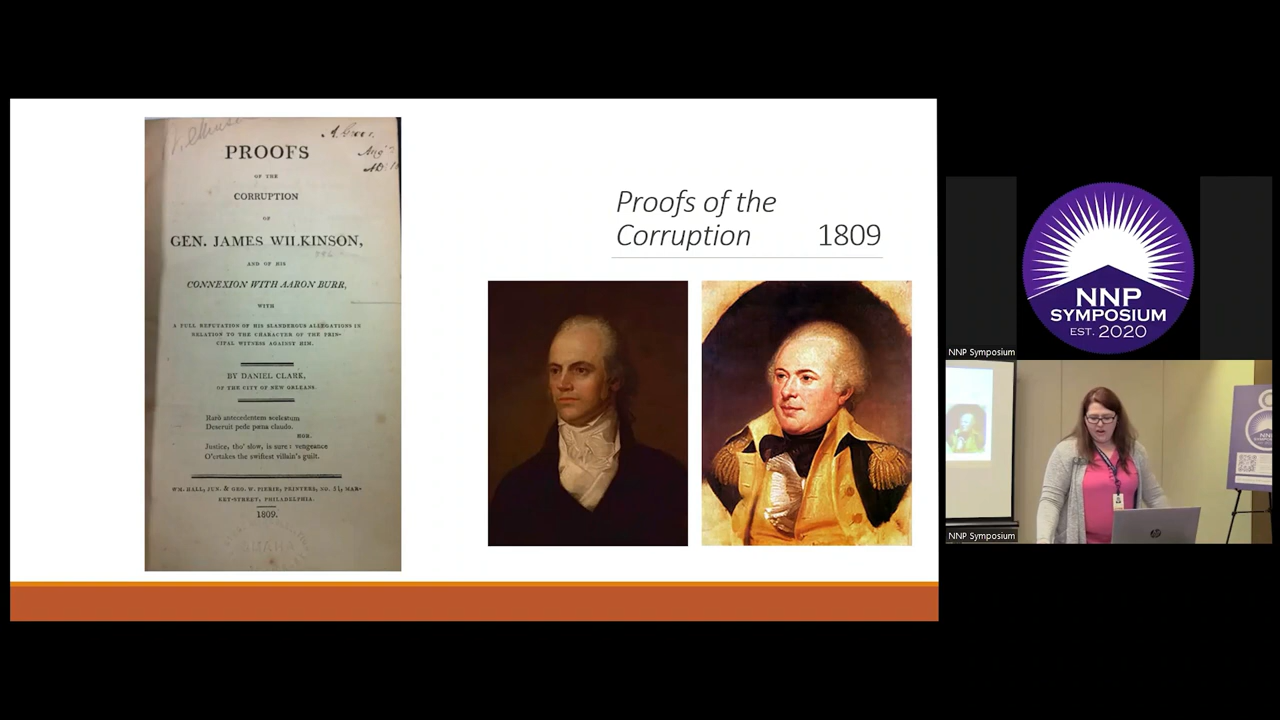 PROOFS
OF THE
CORRUPTION
OF
GEN. JAMES WILKINSON,
AND OF HIS
CONNEXION WITH AARON BURR,
WITH
A FULL REFUTATION OF HIS SLANDEROUS ALLEGATIONS IN
RELATION TO THE CHARACTER OF THE PRIN-
CIPAL WITNESS AGAINST HIM.
BY DANIEL CLARK,
OF THE CITY OF NEW ORLEANS.
Rarò antecedentem scelestum
Deseruit pede pœna claudo.
HOR.
Justice, tho' slow, is sure: vengeance
O'ertakes the swiftest villain's guilt.
WM. HALL, JUN. & GEO. W. PIERIE, PRINTERS, NO. 51, MAR-
KET-STREET, PHILADELPHIA.
1809.
Proofs of the
Corruption 1809
NNP
SYMPOSIUM
EST. 2020
NNP Symposium
NNP Symposium
hp